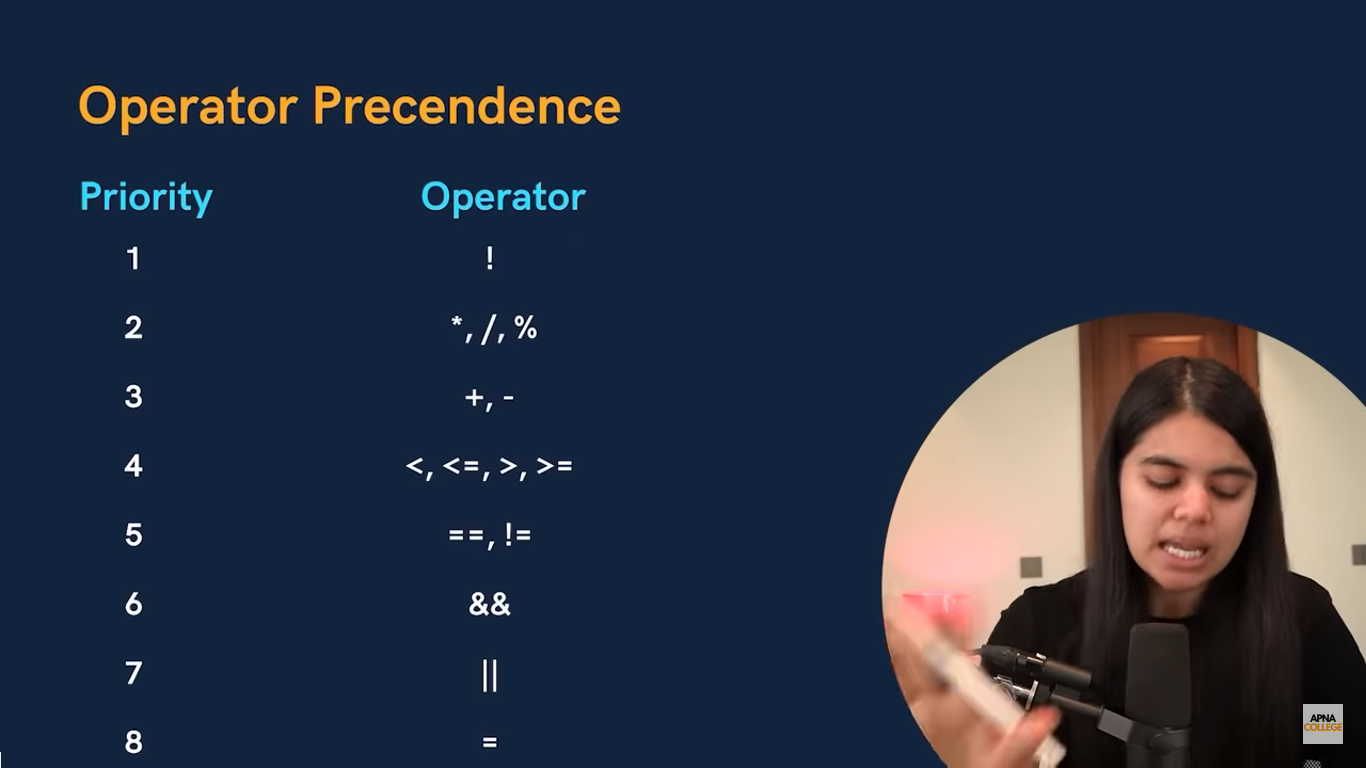 Operator Precendence
Priority Operator
1 !
2 *, /, %
3 +, -
4 <, <=, >, >=
5 ==, !=
6 &&
7 ||
8 =
APNA
COLLEGE